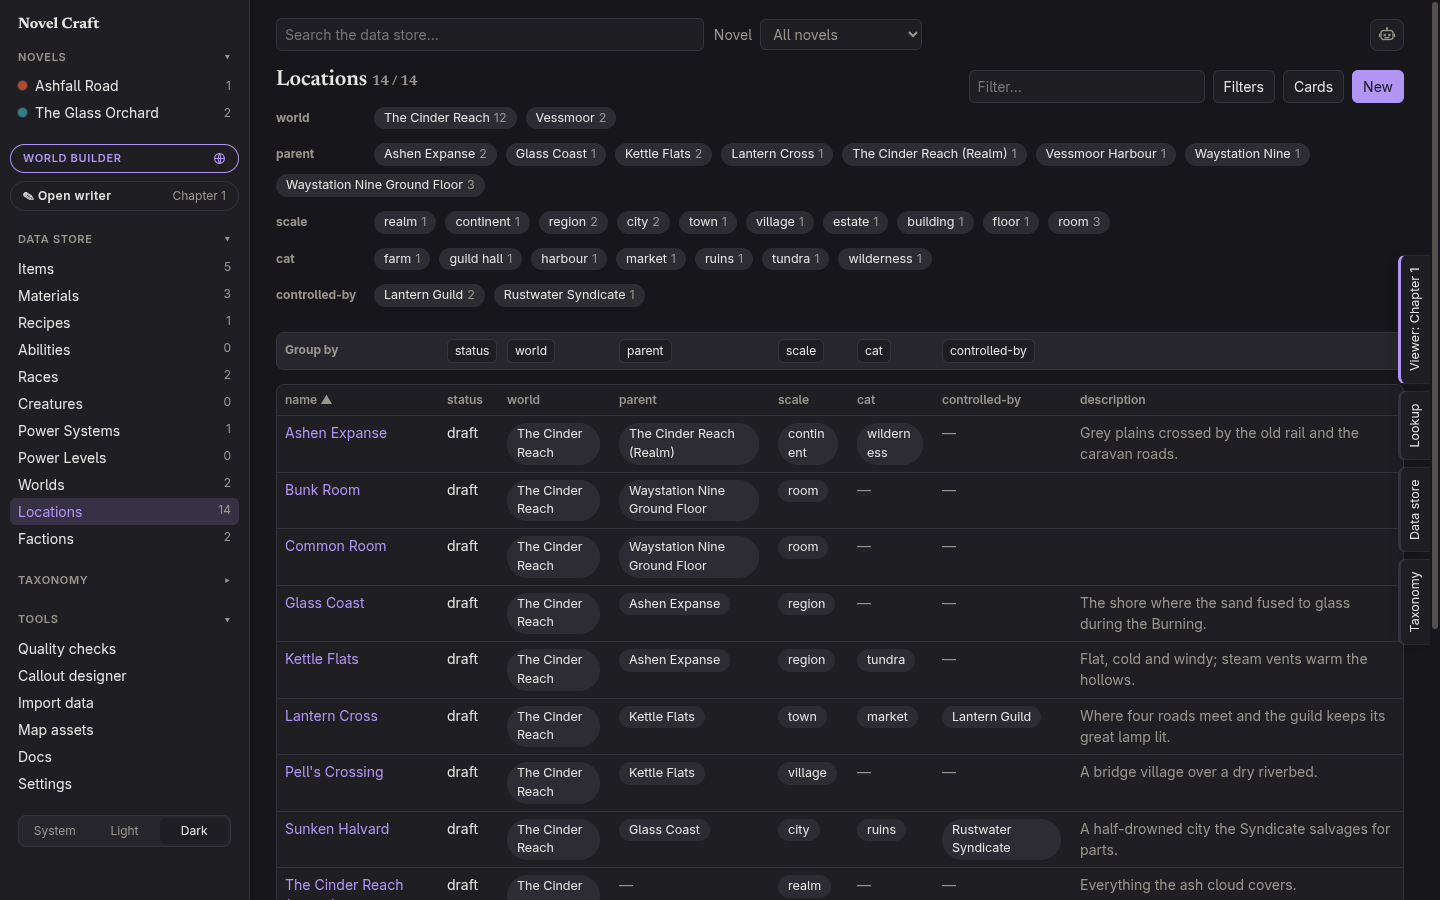 Novel Craft
NOVELS
Ashfall Road 1
The Glass Orchard 2
WORLD BUILDER
Open writer Chapter 1
DATA STORE
Items 5
Materials 3
Recipes 1
Abilities 0
Races 2
Creatures 0
Power Systems 1
Power Levels 0
Worlds 2
Locations 14
Factions 2
TAXONOMY
TOOLS
Quality checks
Callout designer
Import data
Map assets
Docs
Settings
System Light Dark
Search the data store... Novel All novels
Locations 14 / 14
Filter... Filters Cards New
world The Cinder Reach 12 Vessmoor 2
parent Ashen Expanse 2 Glass Coast 1 Kettle Flats 2 Lantern Cross 1 The Cinder Reach (Realm) 1 Vessmoor Harbour 1 Waystation Nine 1
Waystation Nine Ground Floor 3
scale realm 1 continent 1 region 2 city 2 town 1 village 1 estate 1 building 1 floor 1 room 3
cat farm 1 guild hall 1 harbour 1 market 1 ruins 1 tundra 1 wilderness 1
controlled-by Lantern Guild 2 Rustwater Syndicate 1
Group by status world parent scale cat controlled-by
name ▲ status world parent scale cat controlled-by description
Ashen Expanse draft The Cinder The Cinder Reach contin wildern — Grey plains crossed by the old rail and the
Reach (Realm) ent ess caravan roads.
Bunk Room draft The Cinder Waystation Nine room — —
Reach Ground Floor
Common Room draft The Cinder Waystation Nine room — —
Reach Ground Floor
Glass Coast draft The Cinder Ashen Expanse region — — The shore where the sand fused to glass
Reach during the Burning.
Kettle Flats draft The Cinder Ashen Expanse region tundra — Flat, cold and windy; steam vents warm the
Reach hollows.
Lantern Cross draft The Cinder Kettle Flats town market Lantern Guild Where four roads meet and the guild keeps its
Reach great lamp lit.
Pell's Crossing draft The Cinder Kettle Flats village — — A bridge village over a dry riverbed.
Reach
Sunken Halvard draft The Cinder Glass Coast city ruins Rustwater A half-drowned city the Syndicate salvages for
Reach Syndicate parts.
The Cinder Reach draft The Cinder — realm — — Everything the ash cloud covers.
Viewer: Chapter 1
Lookup
Data store
Taxonomy